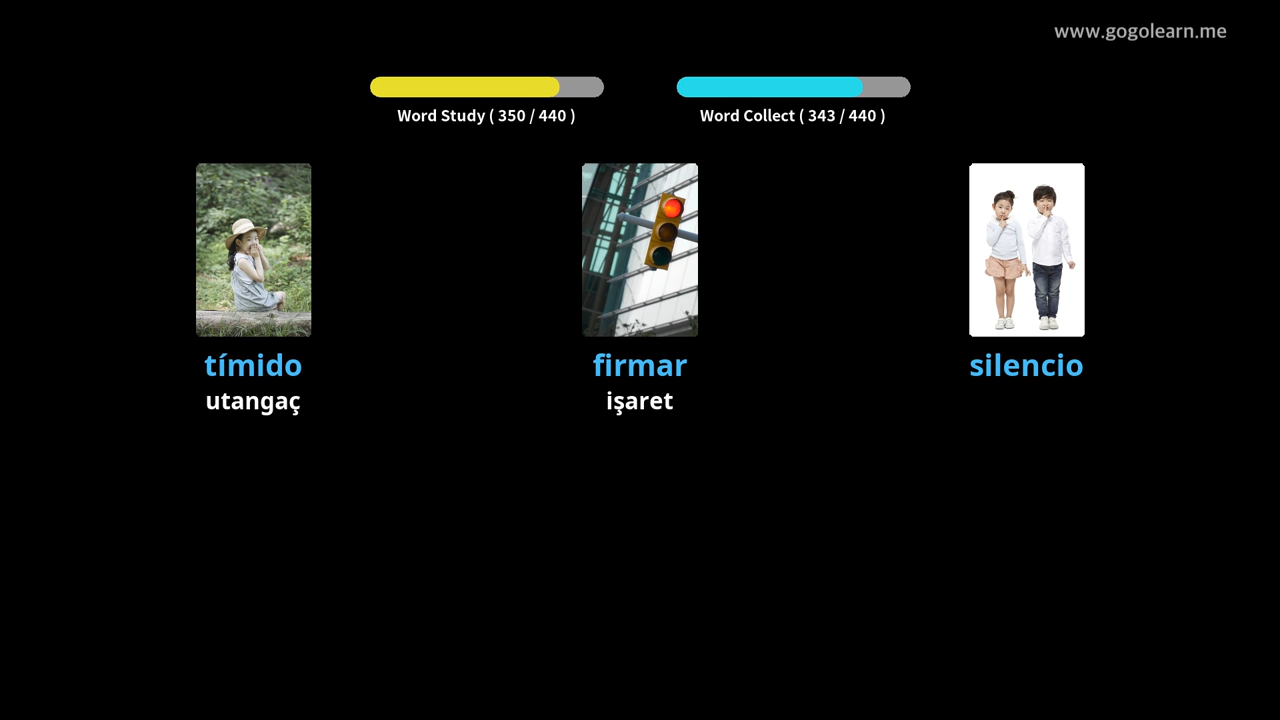 www.gogolearn.me
Word Study ( 350 / 440 )
Word Collect ( 343 / 440 )
tímido
utangaç
firmar
işaret
silencio